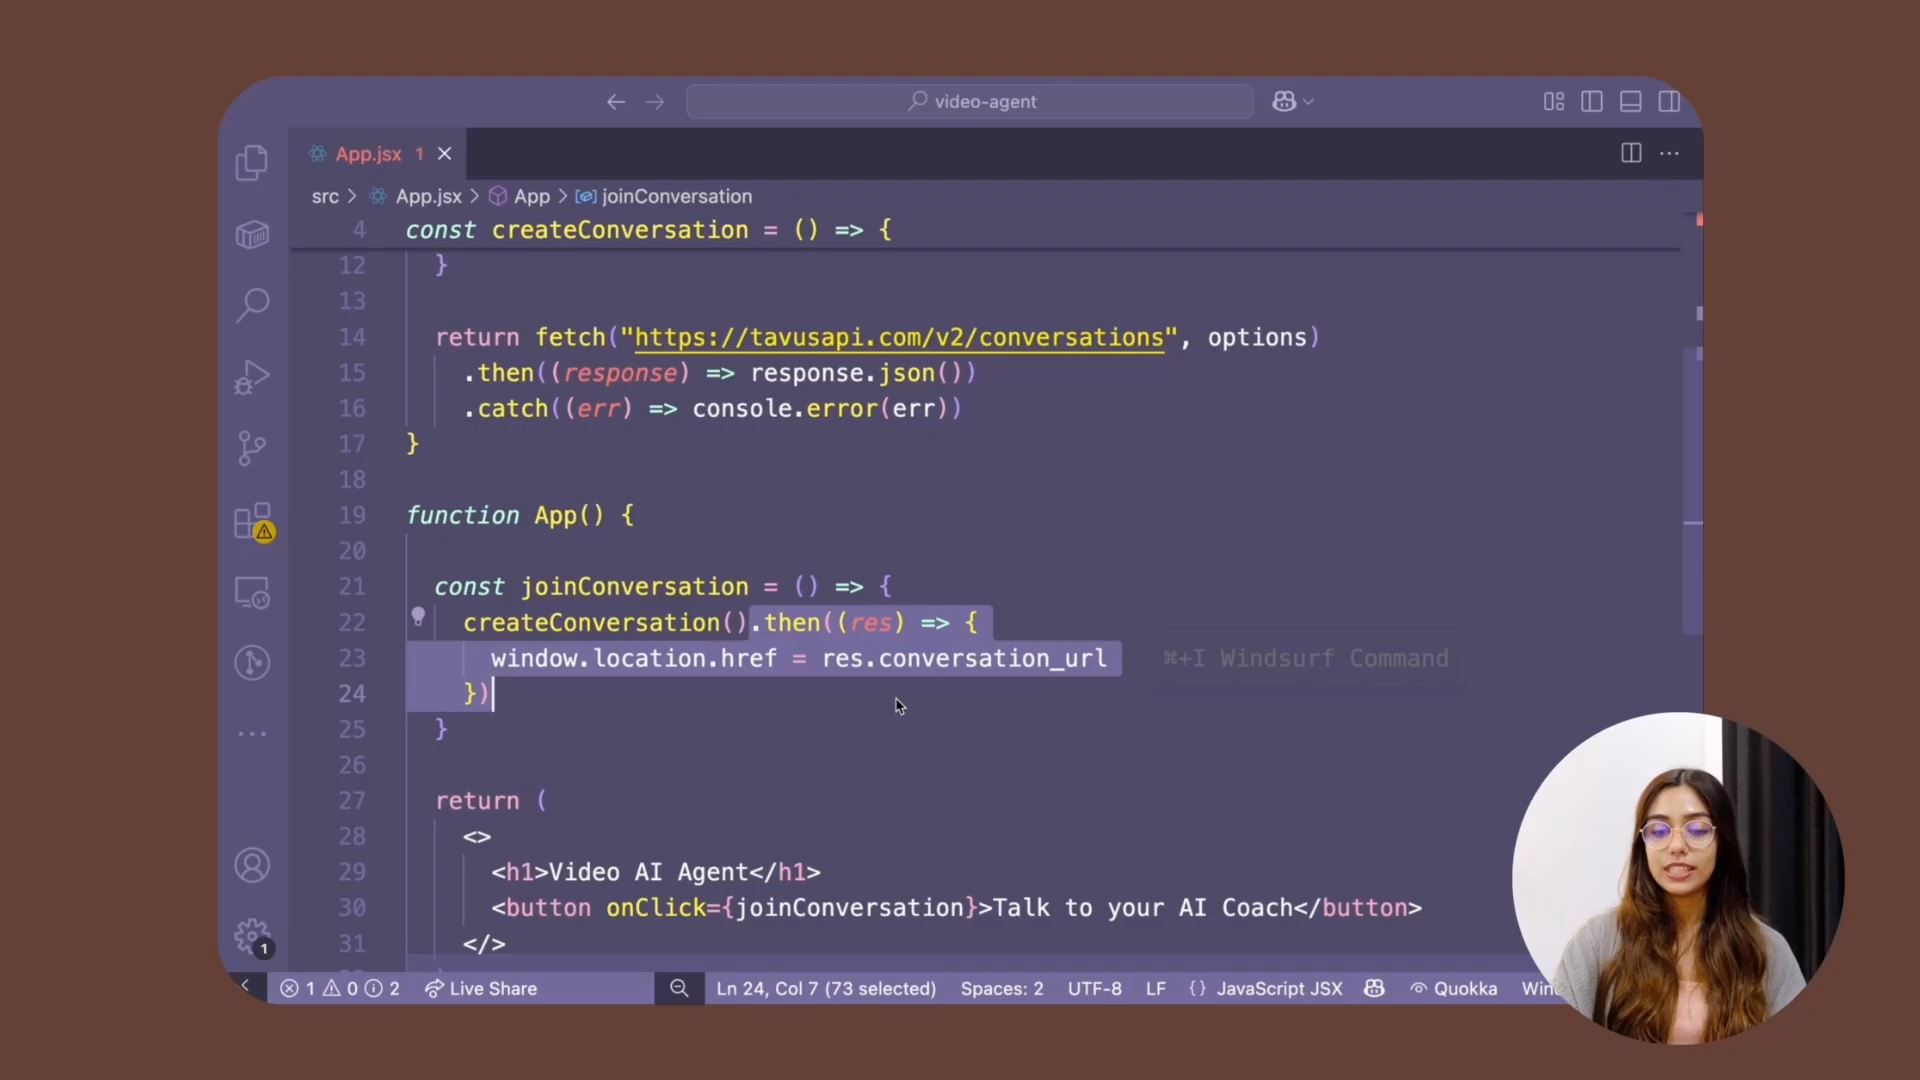 video-agent
App.jsx 1
src > App.jsx > App > joinConversation
4 const createConversation = () => {
12 }
13
14 return fetch("https://tavusapi.com/v2/conversations", options)
15 .then((response) => response.json())
16 .catch((err) => console.error(err))
17 }
18
19 function App() {
20
21 const joinConversation = () => {
22 createConversation().then((res) => {
23 window.location.href = res.conversation_url ⌘+I Windsurf Command
24 })
25 }
26
27 return (
28 <>
29 <h1>Video AI Agent</h1>
30 <button onClick={joinConversation}>Talk to your AI Coach</button>
31 </>
1
1 0 2 Live Share Ln 24, Col 7 (73 selected) Spaces: 2 UTF-8 LF {} JavaScript JSX Quokka